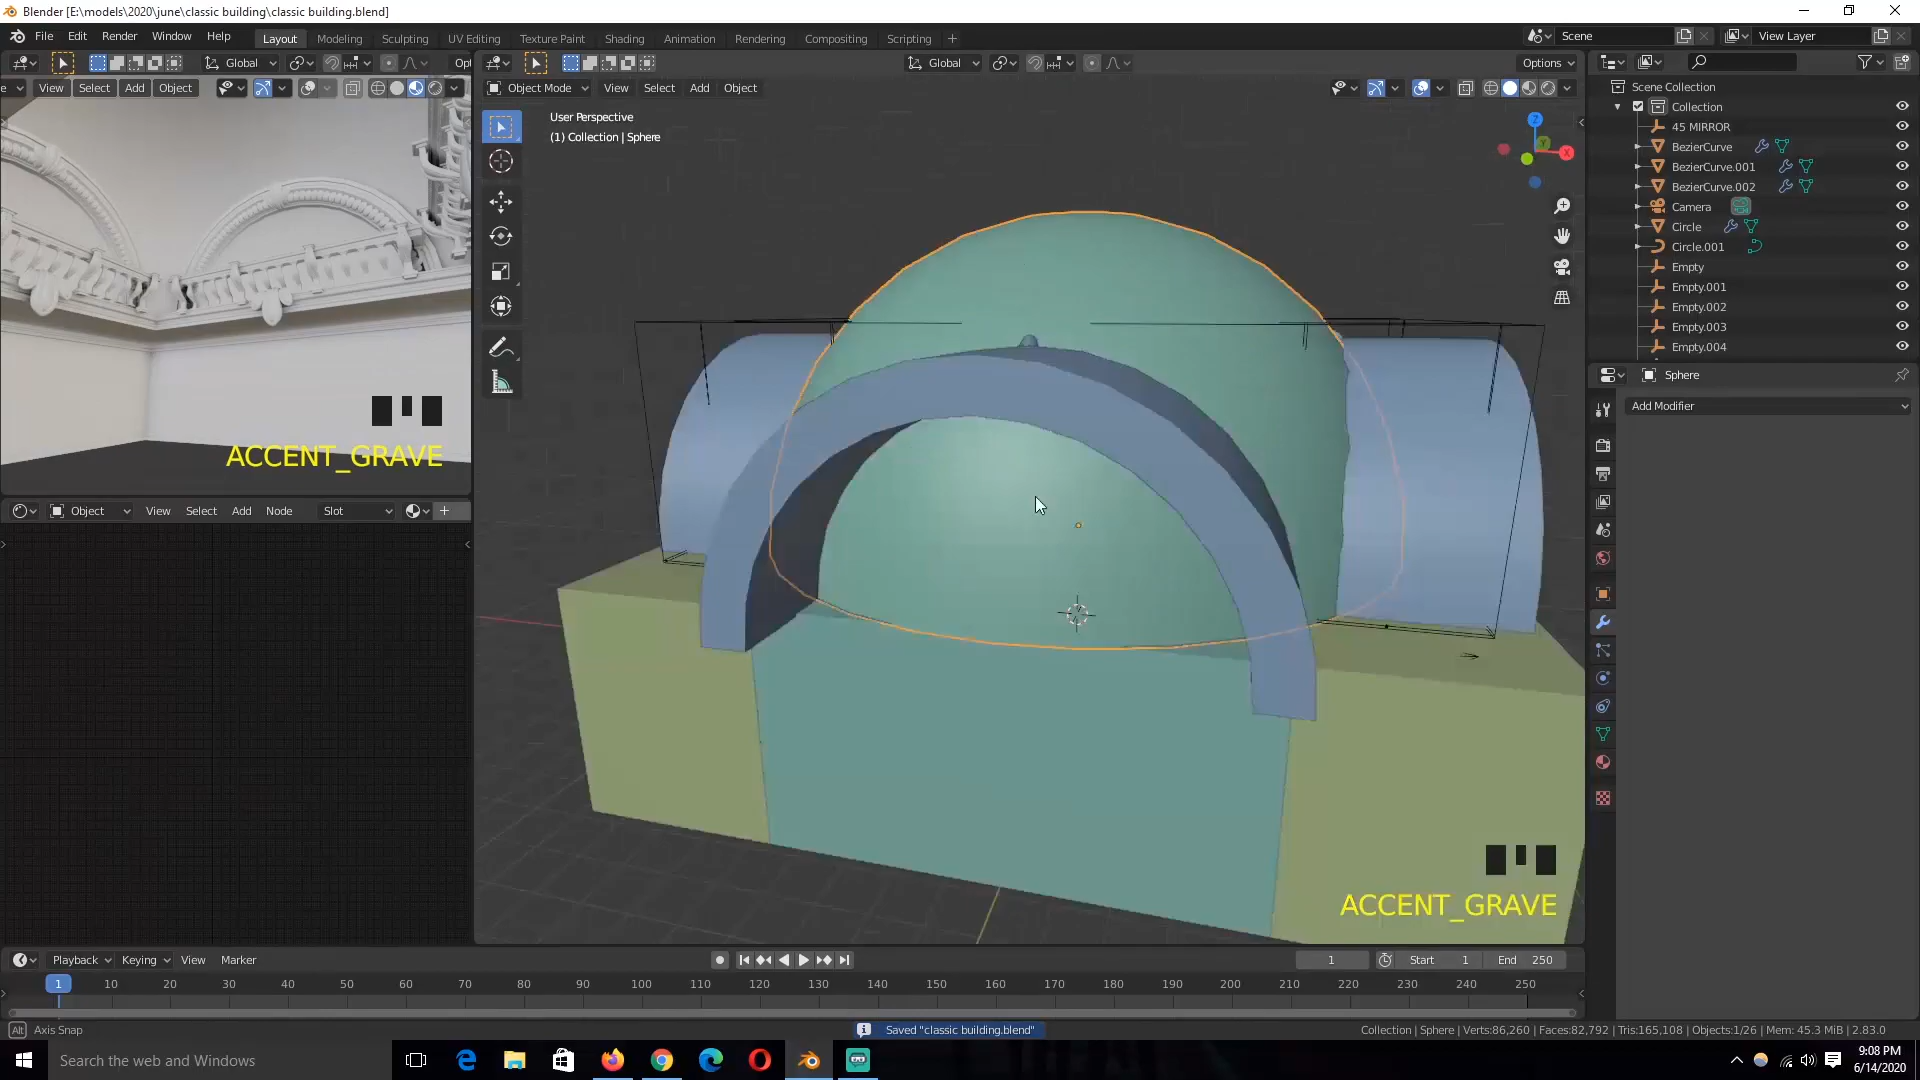 Blender [E:\models\2020\june\classic building\classic building.blend]
File Edit Render Window Help Layout Modeling Sculpting UV Editing Texture Paint Shading Animation Rendering Compositing Scripting + Scene View Layer
Global Opt Global Options
View Select Add Object Object Mode View Select Add Object
User Perspective
(1) Collection | Sphere
Z
Y
X
Scene Collection
Collection
45 MIRROR
BezierCurve
BezierCurve.001
BezierCurve.002
Camera
Circle
Circle.001
Empty
Empty.001
Empty.002
Empty.003
Empty.004
Sphere
Add Modifier
ACCENT_GRAVE
Object View Select Add Node Slot
ACCENT_GRAVE
Playback Keying View Marker 1 Start 1 End 250
1 10 20 30 40 50 60 70 80 90 100 110 120 130 140 150 160 170 180 190 200 210 220 230 240 250
Alt Axis Snap Saved "classic building.blend" Collection | Sphere | Verts:86,260 | Faces:82,792 | Tris:165,108 | Objects:1/26 | Mem: 45.3 MiB | 2.83.0
Search the web and Windows
9:08 PM
6/14/2020